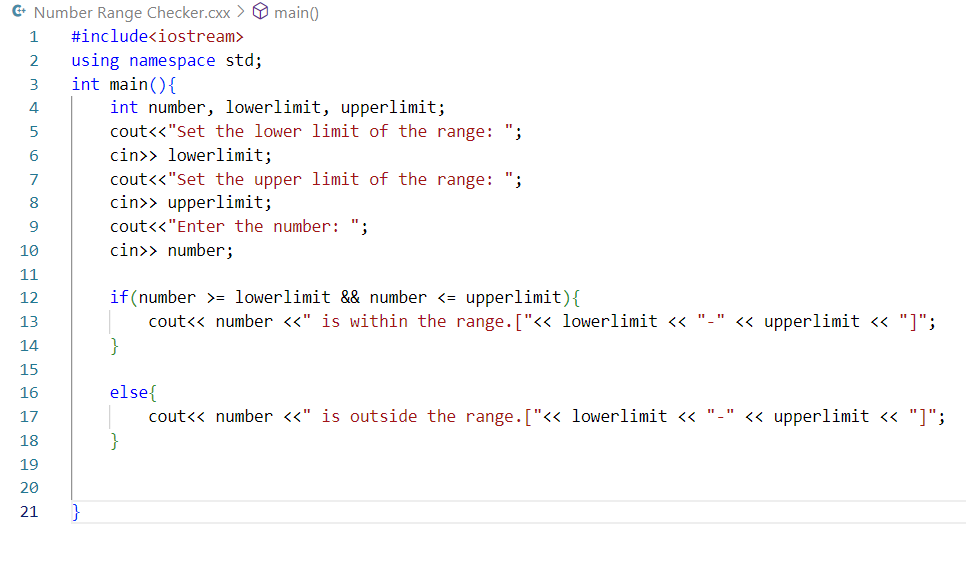 Number Range Checker.cxx > main()
1 #include<iostream>
2 using namespace std;
3 int main(){
4     int number, lowerlimit, upperlimit;
5     cout<<"Set the lower limit of the range: ";
6     cin>> lowerlimit;
7     cout<<"Set the upper limit of the range: ";
8     cin>> upperlimit;
9     cout<<"Enter the number: ";
10     cin>> number;
11
12     if(number >= lowerlimit && number <= upperlimit){
13         cout<< number <<" is within the range.["<< lowerlimit << "-" << upperlimit << "]";
14     }
15
16     else{
17         cout<< number <<" is outside the range.["<< lowerlimit << "-" << upperlimit << "]";
18     }
19
20
21 }